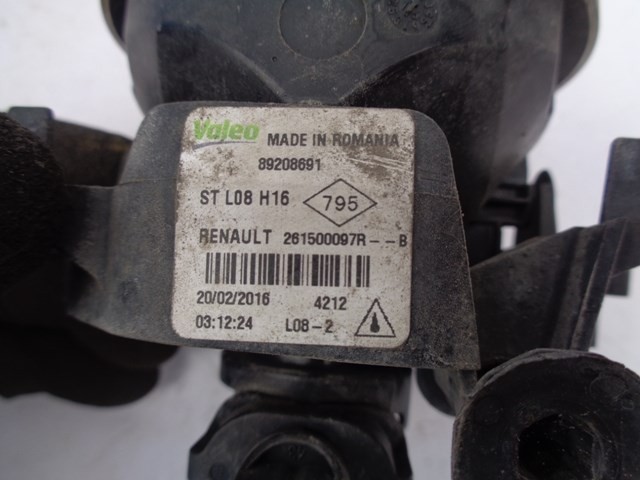 Valeo MADE IN ROMANIA
89208691
ST L08 H16 795
RENAULT 261500097R--B
20/02/2016 4212
03:12:24 L08-2